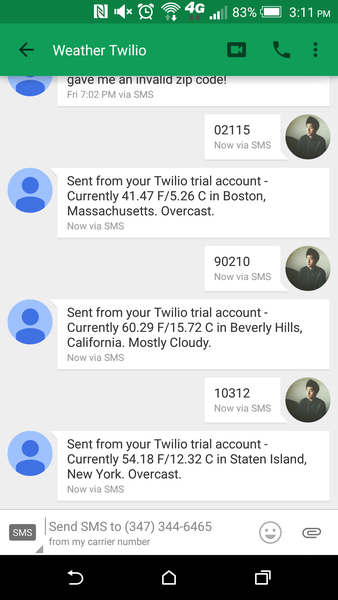 4G 83% 3:11 PM
Weather Twilio
gave me an invalid zip code!
Fri 7:02 PM via SMS
02115
Now via SMS
Sent from your Twilio trial account -
Currently 41.47 F/5.26 C in Boston,
Massachusetts. Overcast.
Now via SMS
90210
Now via SMS
Sent from your Twilio trial account -
Currently 60.29 F/15.72 C in Beverly Hills,
California. Mostly Cloudy.
Now via SMS
10312
Now via SMS
Sent from your Twilio trial account -
Currently 54.18 F/12.32 C in Staten Island,
New York. Overcast.
Now via SMS
SMS Send SMS to (347) 344-6465
from my carrier number